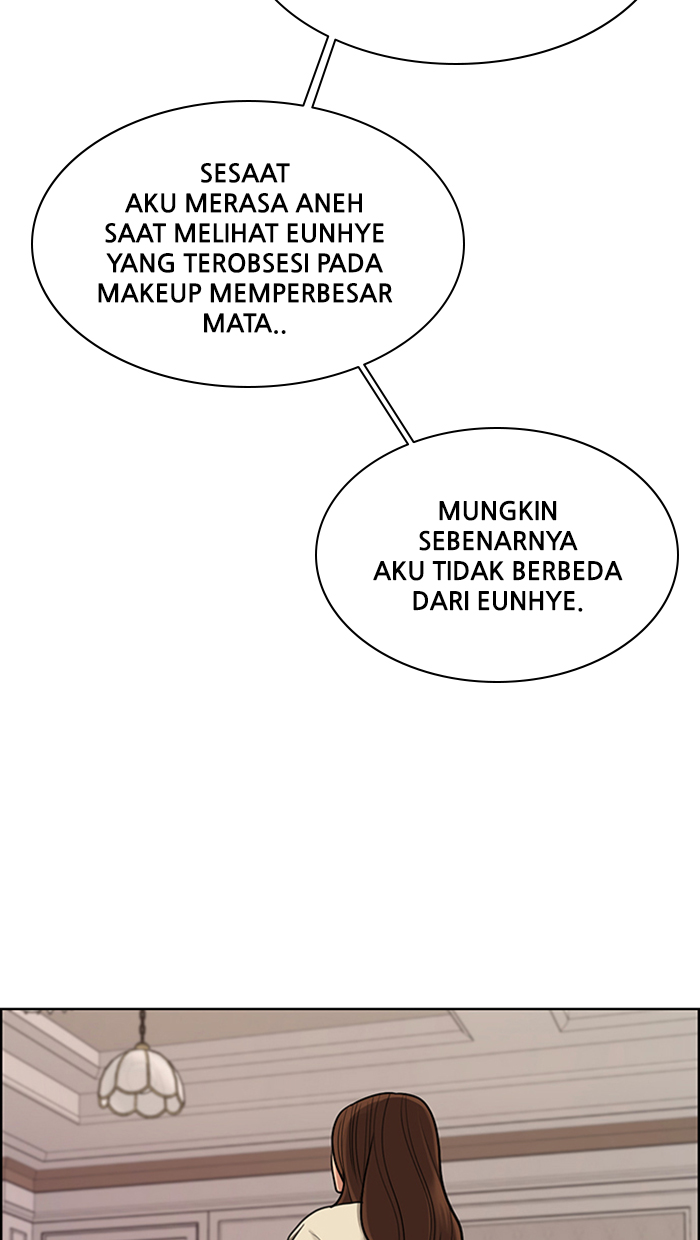 SESAAT
AKU MERASA ANEH
SAAT MELIHAT EUNHYE
YANG TEROBSESI PADA
MAKEUP MEMPERBESAR
MATA..
MUNGKIN
SEBENARNYA
AKU TIDAK BERBEDA
DARI EUNHYE.